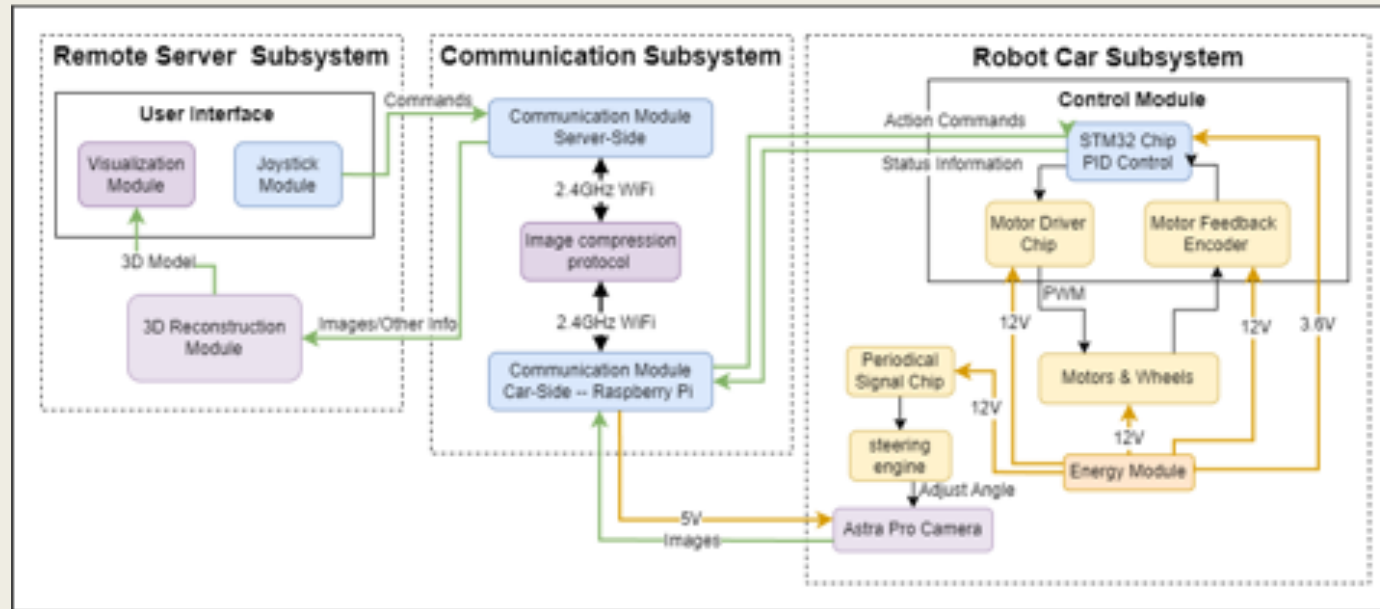 Remote Server Subsystem
User Interface
Visualization
Module
Joystick
Module
3D Model
3D Reconstruction
Module
Commands
Images/Other Info
Communication Subsystem
Communication Module
Server-Side
2.4GHz WiFi
Image compression
protocol
2.4GHz WiFi
Communication Module
Car-Side -- Raspberry Pi
5V
Images
Robot Car Subsystem
Control Module
Action Commands
Status Information
STM32 Chip
PID Control
Motor Driver
Chip
Motor Feedback
Encoder
PWM
12V
12V
3.6V
Periodical
Signal Chip
Motors & Wheels
12V
12V
steering
engine
Energy Module
Adjust Angle
Astra Pro Camera